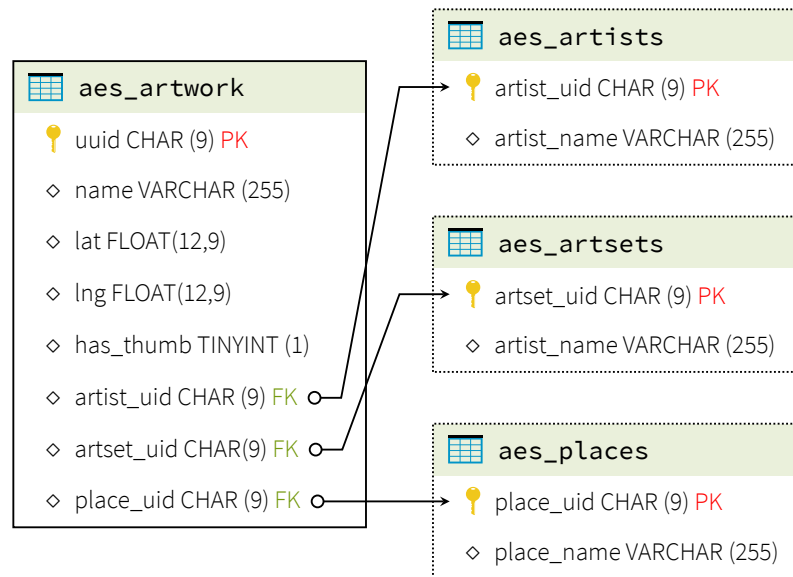 aes_artwork
uuid CHAR (9) PK
name VARCHAR (255)
lat FLOAT(12,9)
lng FLOAT(12,9)
has_thumb TINYINT (1)
artist_uid CHAR (9) FK
artset_uid CHAR(9) FK
place_uid CHAR (9) FK
aes_artists
artist_uid CHAR (9) PK
artist_name VARCHAR (255)
aes_artsets
artset_uid CHAR (9) PK
artist_name VARCHAR (255)
aes_places
place_uid CHAR (9) PK
place_name VARCHAR (255)